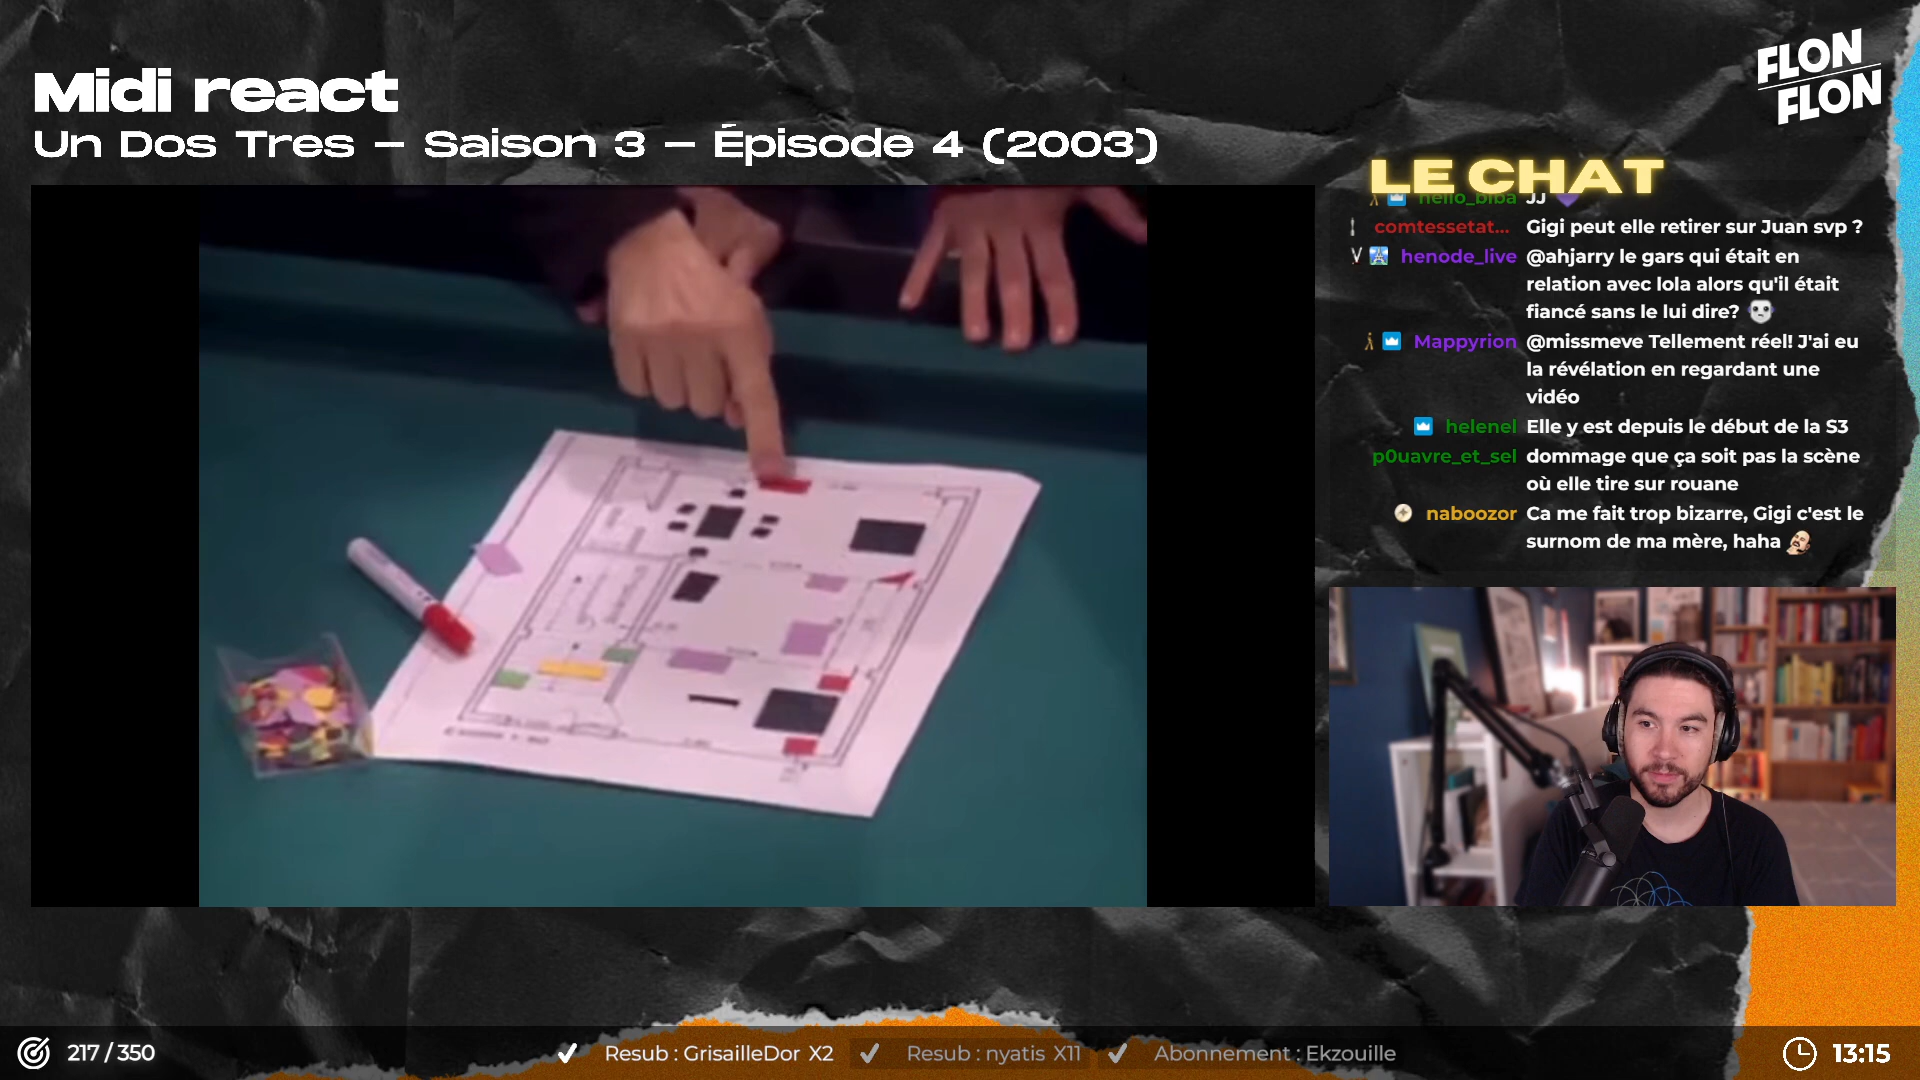 Midi react
Un Dos Tres – Saison 3 – Épisode 4 (2003)
FLON
FLON
LE CHAT
hello_biba JJ
comtessetat... Gigi peut elle retirer sur Juan svp ?
henode_live @ahjarry le gars qui était en
relation avec lola alors qu'il était
fiancé sans le lui dire?
Mappyrion @missmeve Tellement réel! J'ai eu
la révélation en regardant une
vidéo
helenel Elle y est depuis le début de la S3
p0uavre_et_sel dommage que ça soit pas la scène
où elle tire sur rouane
naboozor Ca me fait trop bizarre, Gigi c'est le
surnom de ma mère, haha
217 / 350
Resub : GrisailleDor X2
Resub : nyatis X11
Abonnement : Ekzouille
13:15